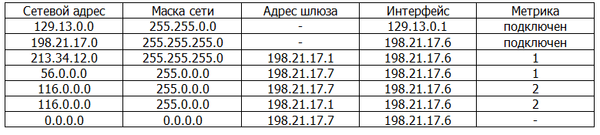 Сетевой адрес Маска сети Адрес шлюза Интерфейс Метрика
129.13.0.0 255.255.0.0 - 129.13.0.1 подключен
198.21.17.0 255.255.255.0 - 198.21.17.6 подключен
213.34.12.0 255.255.255.0 198.21.17.1 198.21.17.6 1
56.0.0.0 255.0.0.0 198.21.17.7 198.21.17.6 1
116.0.0.0 255.0.0.0 198.21.17.7 198.21.17.6 2
116.0.0.0 255.0.0.0 198.21.17.1 198.21.17.6 2
0.0.0.0 0.0.0.0 198.21.17.7 198.21.17.6 -